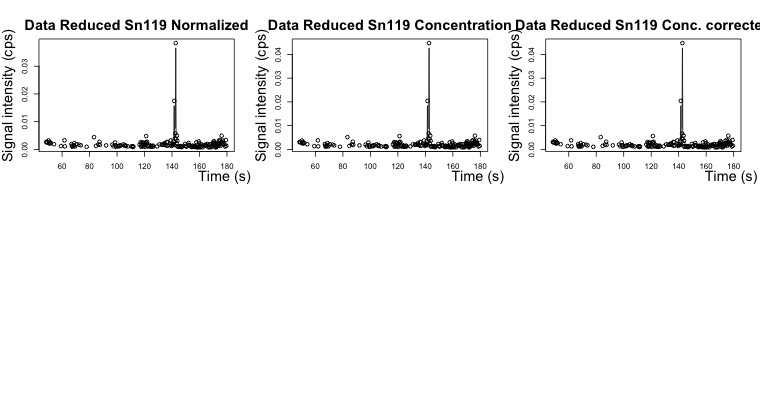 Data Reduced Sn119 Normalized
Signal intensity (cps)
0.00 0.01 0.02 0.03
60 80 100 120 140 160 180
Time (s)
Data Reduced Sn119 Concentration
Signal intensity (cps)
0.00 0.01 0.02 0.03 0.04
60 80 100 120 140 160 180
Time (s)
Data Reduced Sn119 Conc. correcte
Signal intensity (cps)
0.00 0.01 0.02 0.03 0.04
60 80 100 120 140 160 180
Time (s)